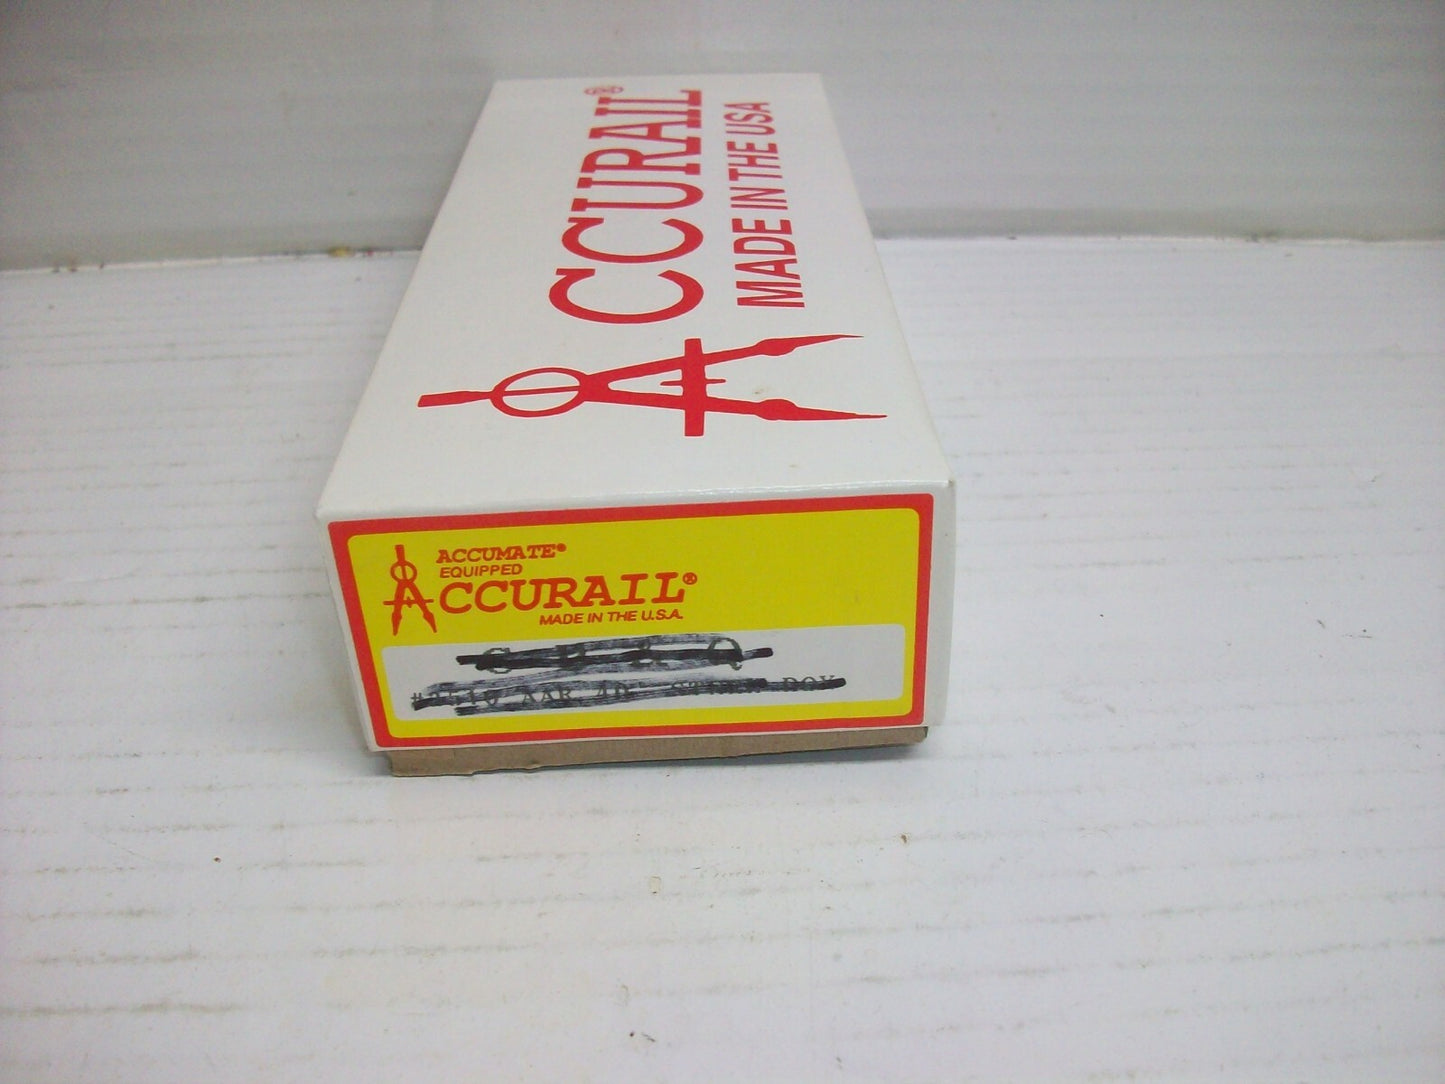 ACCURAIL®
MADE IN THE USA
ACCUMATE®
EQUIPPED
ACCURAIL®
MADE IN THE U.S.A.
AAR 40'